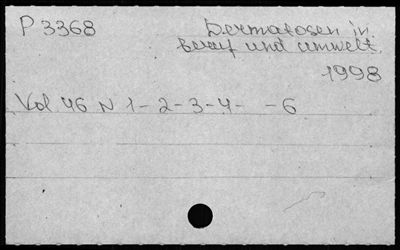 P 3368 Dermatosen in
Beruf und umwelt.
1998
Vol 46 N 1-2-3-4- -6